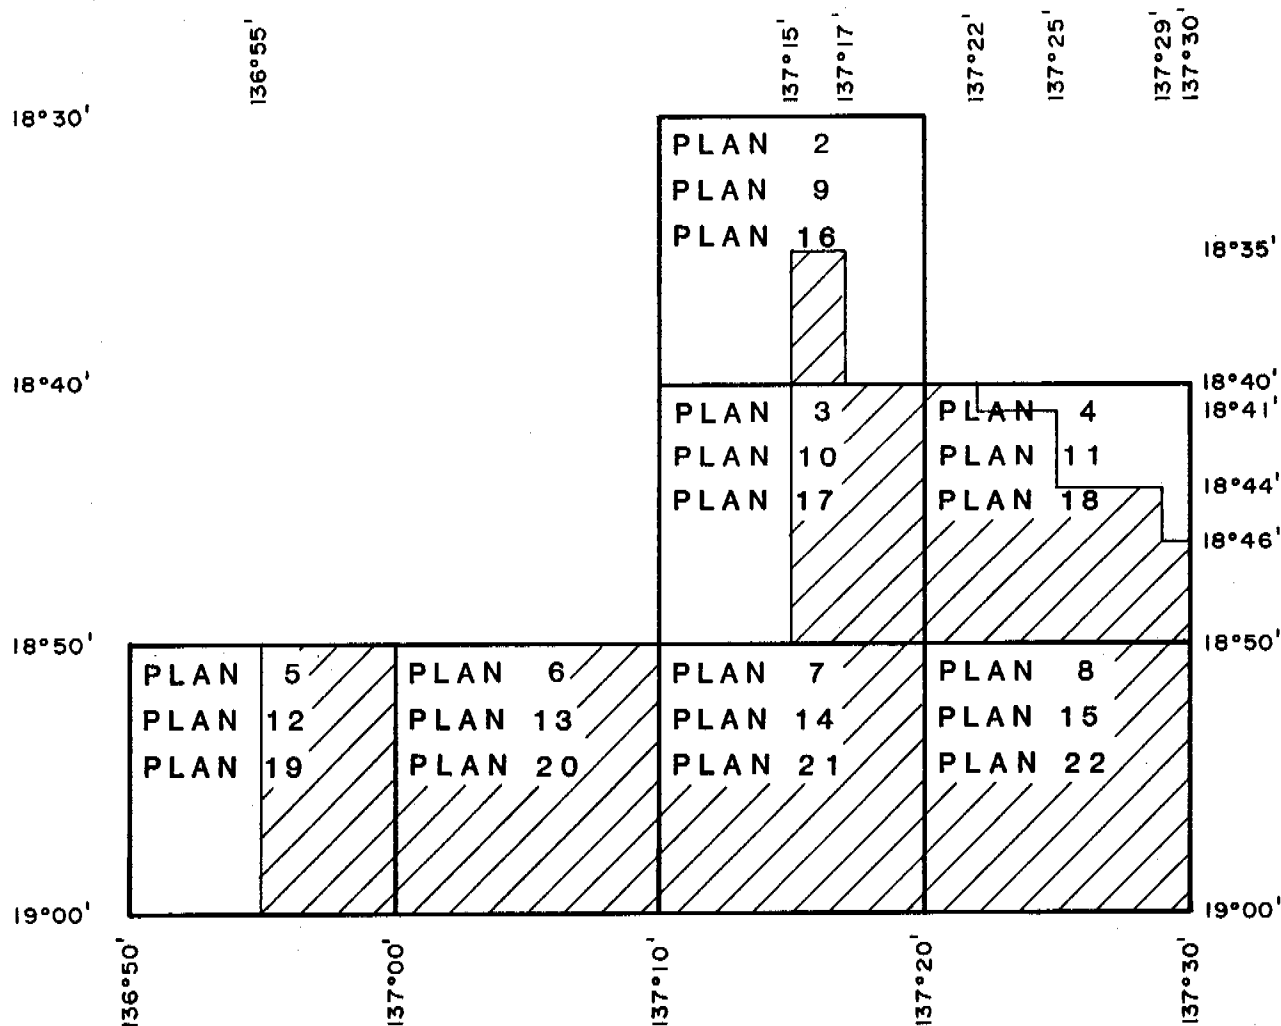 136°55'
137°15'
137°17'
137°22'
137°25'
137°29'
137°30'
18°30'
PLAN 2
PLAN 9
PLAN 16
18°35'
18°40'
18°40'
PLAN 3
PLAN 10
PLAN 17
PLAN 4
PLAN 11
PLAN 18
18°41'
18°44'
18°46'
18°50'
18°50'
PLAN 5
PLAN 12
PLAN 19
PLAN 6
PLAN 13
PLAN 20
PLAN 7
PLAN 14
PLAN 21
PLAN 8
PLAN 15
PLAN 22
19°00'
19°00'
136°50'
137°00'
137°10'
137°20'
137°30'